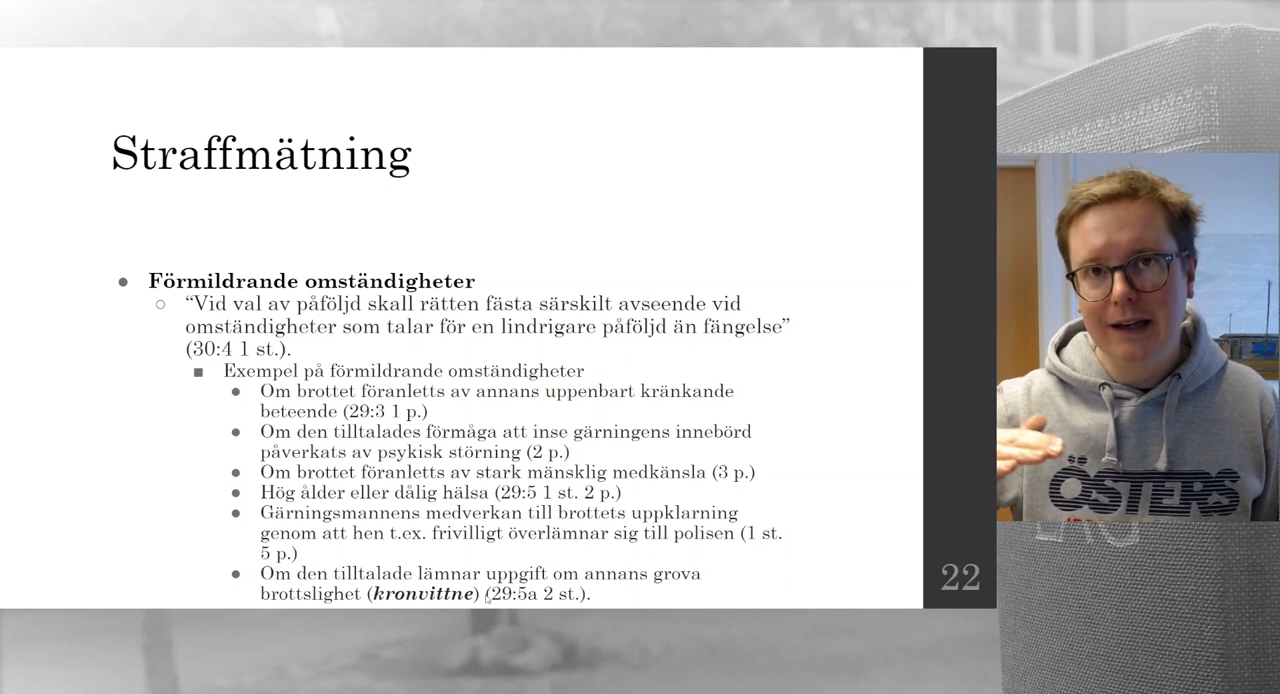 Straffmätning
● Förmildrande omständigheter
○ “Vid val av påföljd skall rätten fästa särskilt avseende vid
omständigheter som talar för en lindrigare påföljd än fängelse”
(30:4 1 st.).
■ Exempel på förmildrande omständigheter
● Om brottet föranletts av annans uppenbart kränkande
beteende (29:3 1 p.)
● Om den tilltalades förmåga att inse gärningens innebörd
påverkats av psykisk störning (2 p.)
● Om brottet föranletts av stark mänsklig medkänsla (3 p.)
● Hög ålder eller dålig hälsa (29:5 1 st. 2 p.)
● Gärningsmannens medverkan till brottets uppklarning
genom att hen t.ex. frivilligt överlämnar sig till polisen (1 st.
5 p.)
● Om den tilltalade lämnar uppgift om annans grova
brottslighet (kronvittne) (29:5a 2 st.).
22
ÖSTERS